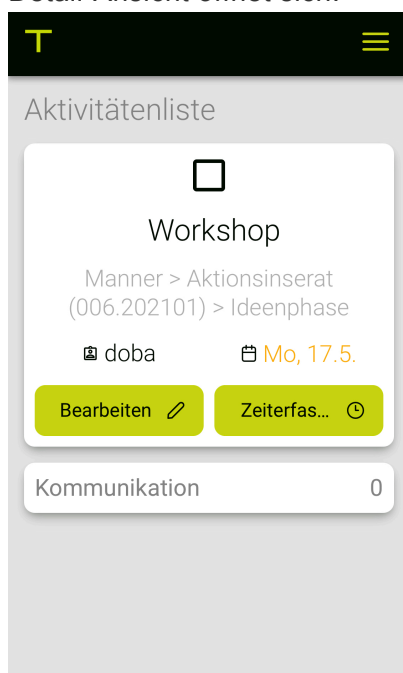 Detail-Ansicht öffnet sich.
T
Aktivitätenliste
Workshop
Manner > Aktionsinserat
(006.202101) > Ideenphase
doba
Mo, 17.5.
Bearbeiten
Zeiterfas...
Kommunikation
0